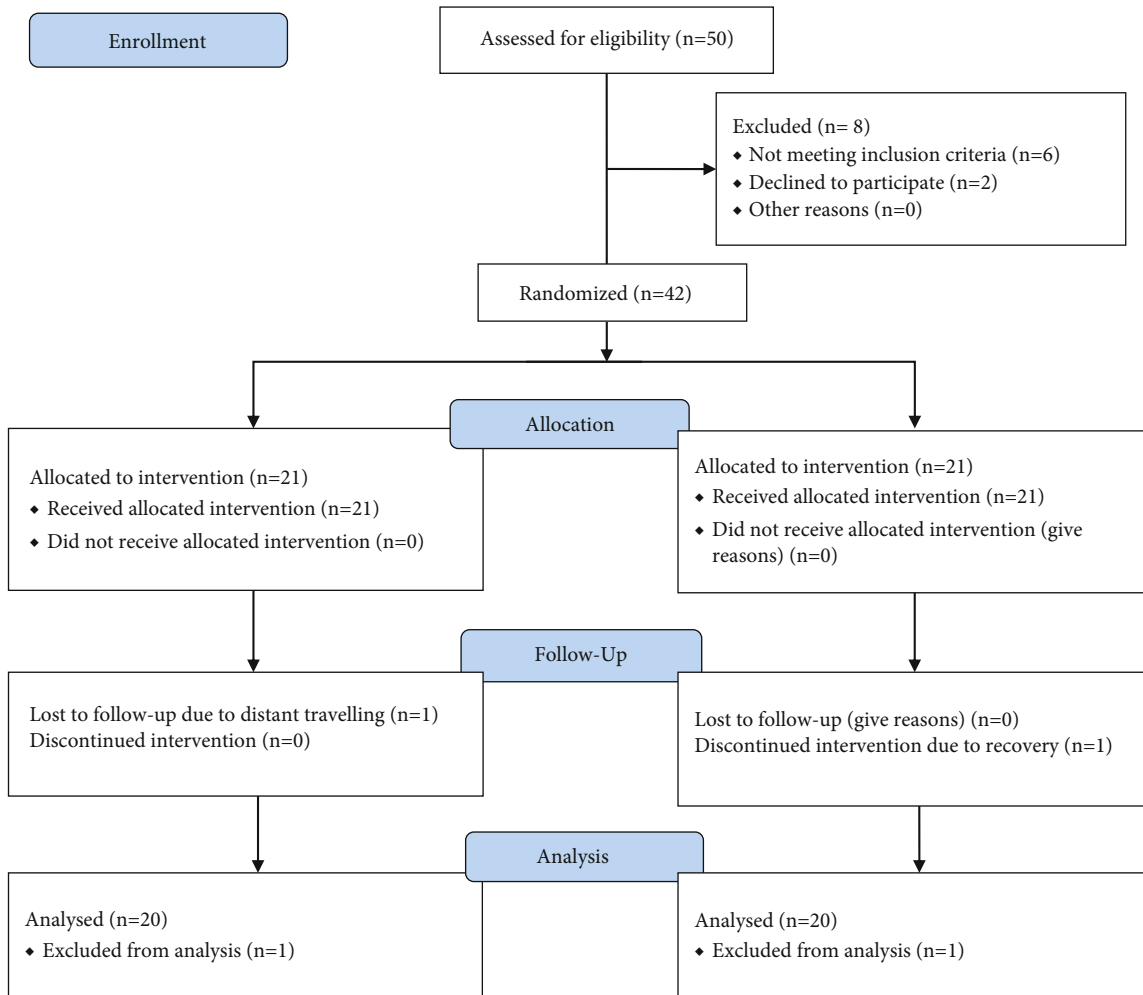 Enrollment
Assessed for eligibility (n=50)
Excluded (n= 8)
◆ Not meeting inclusion criteria (n=6)
◆ Declined to participate (n=2)
◆ Other reasons (n=0)
Randomized (n=42)
Allocation
Allocated to intervention (n=21)
◆ Received allocated intervention (n=21)
◆ Did not receive allocated intervention (n=0)
Allocated to intervention (n=21)
◆ Received allocated intervention (n=21)
◆ Did not receive allocated intervention (give
reasons) (n=0)
Follow-Up
Lost to follow-up due to distant travelling (n=1)
Discontinued intervention (n=0)
Lost to follow-up (give reasons) (n=0)
Discontinued intervention due to recovery (n=1)
Analysis
Analysed (n=20)
◆ Excluded from analysis (n=1)
Analysed (n=20)
◆ Excluded from analysis (n=1)